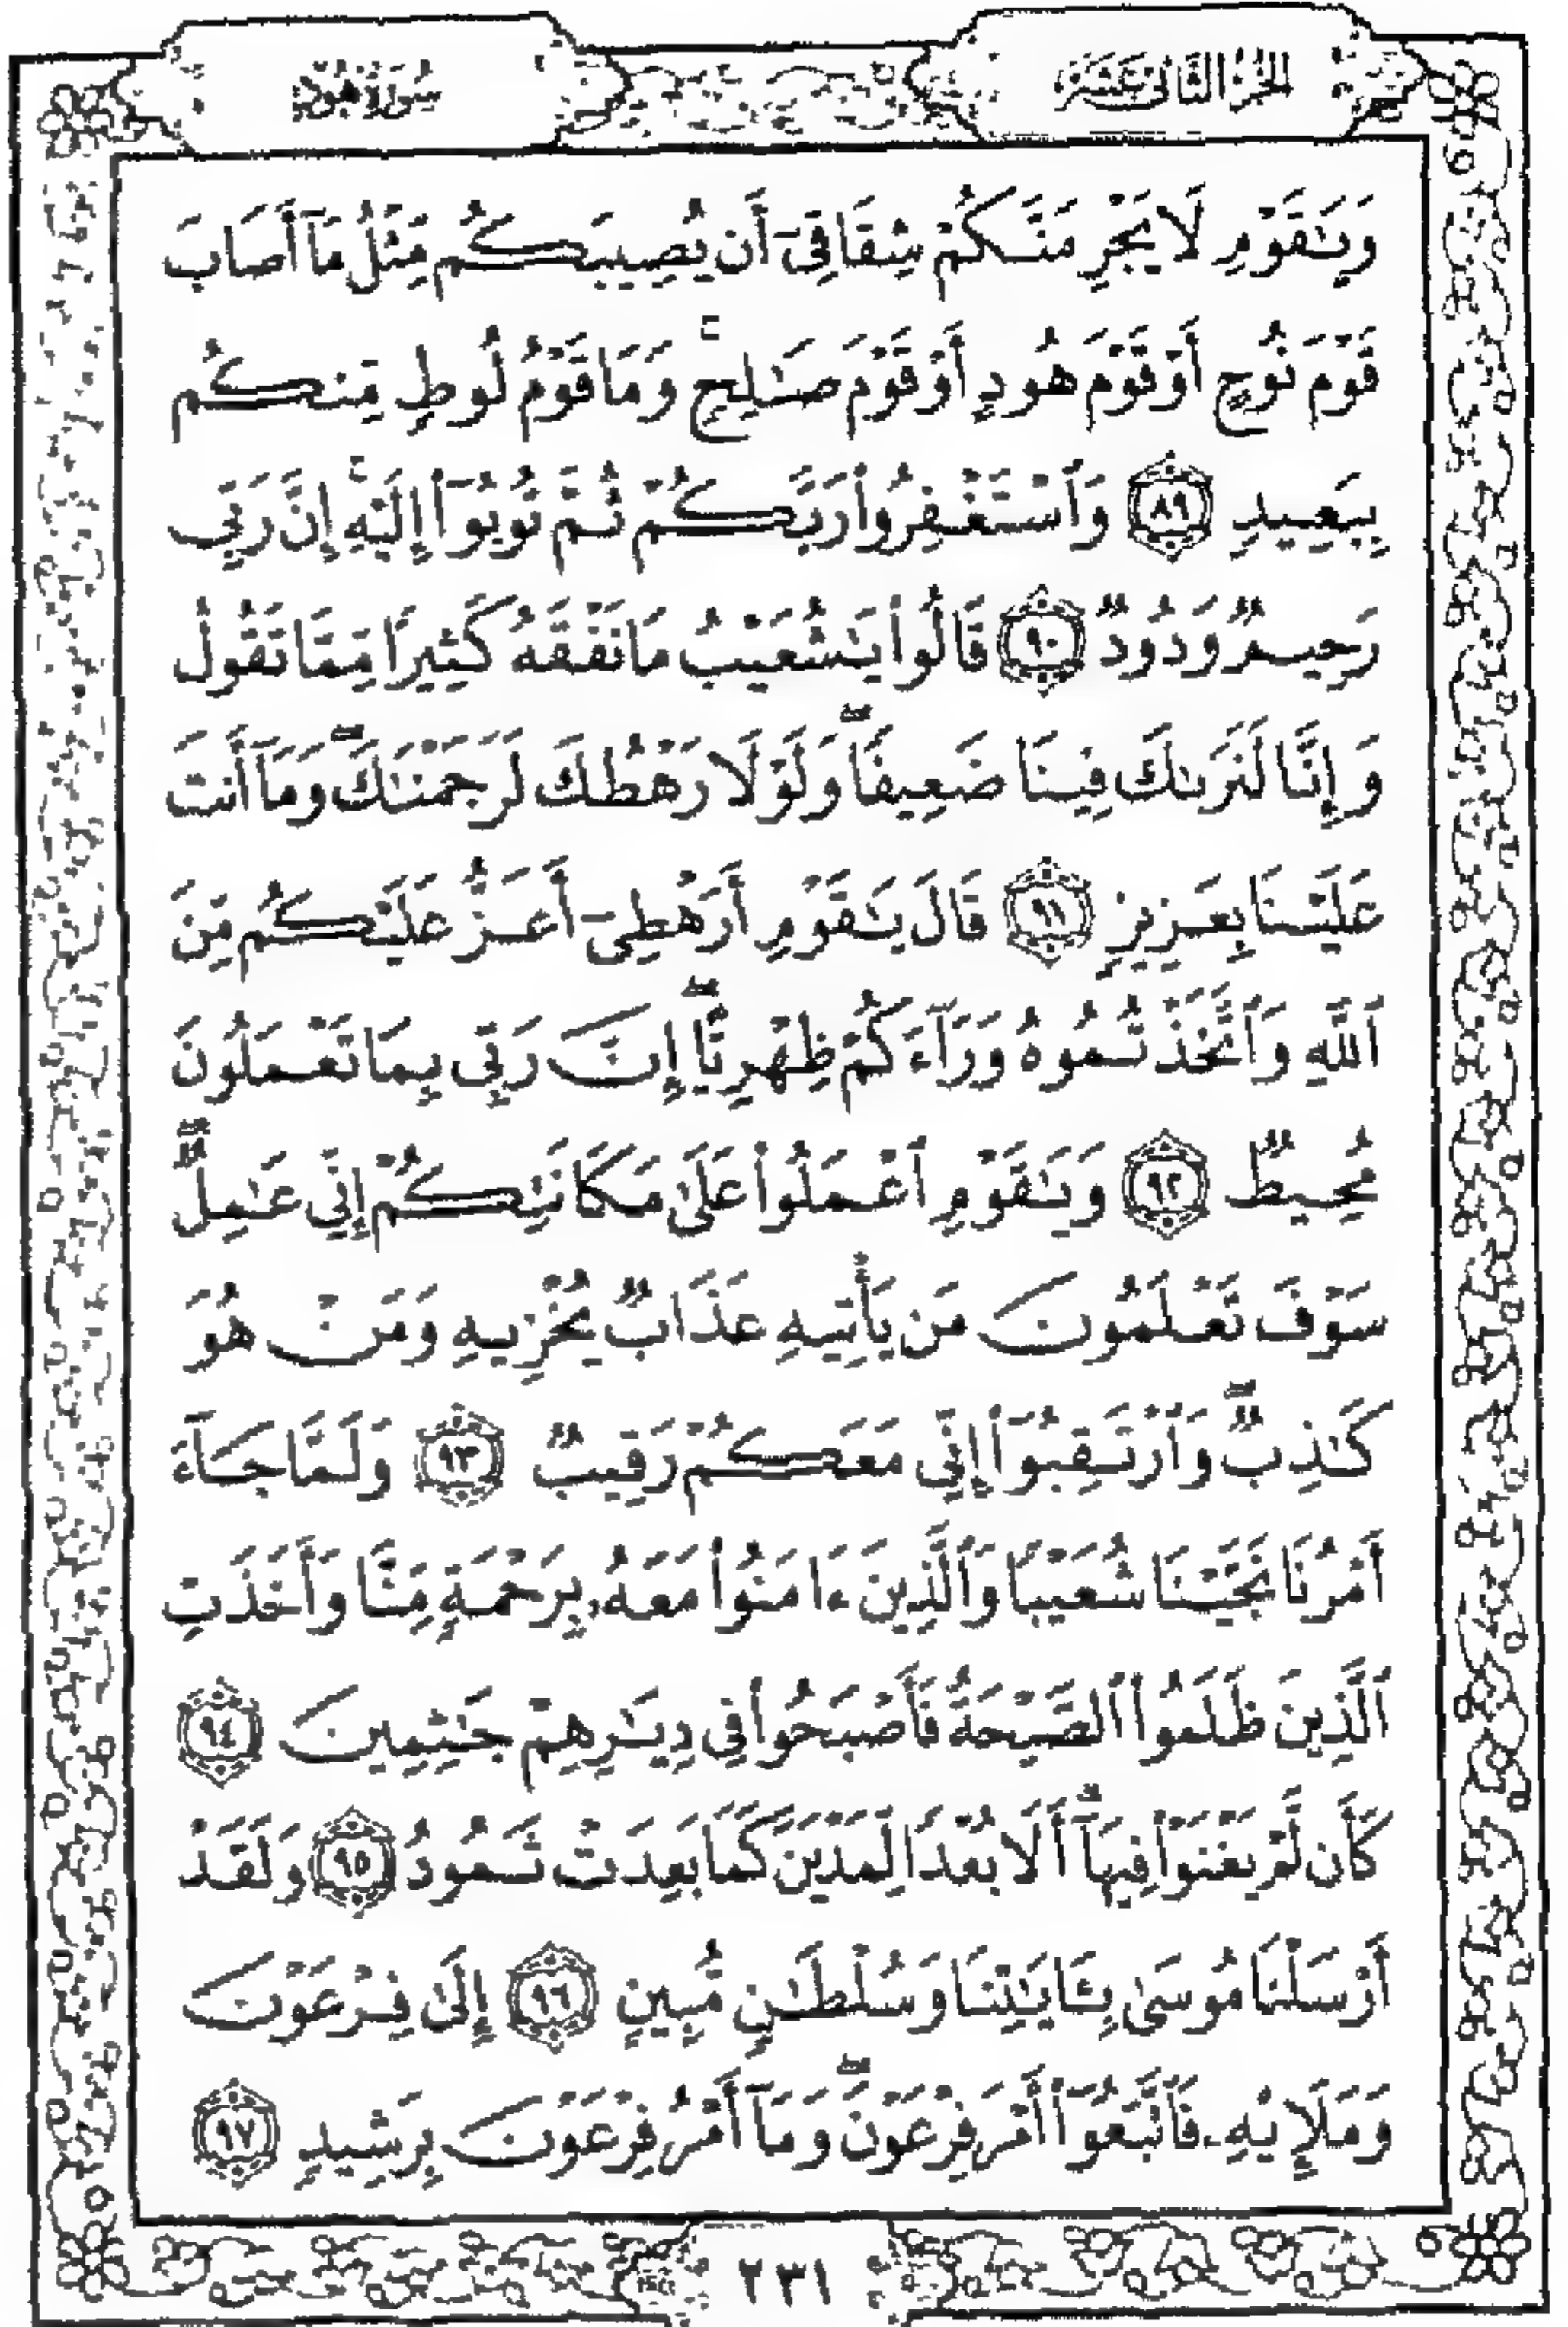 الجزء الثاني عشر
سورة هود
وَيَٰقَوْمِ لَا يَجْرِمَنَّكُمْ شِقَاقِيٓ أَن يُصِيبَكُم مِّثْلُ مَآ أَصَابَ
قَوْمَ نُوحٍ أَوْ قَوْمَ هُودٍ أَوْ قَوْمَ صَٰلِحٍ ۚ وَمَا قَوْمُ لُوطٍ مِّنكُم
بِبَعِيدٍ ٨٩ وَٱسْتَغْفِرُوا۟ رَبَّكُمْ ثُمَّ تُوبُوٓا۟ إِلَيْهِ ۚ إِنَّ رَبِّي
رَحِيمٌ وَدُودٌ ٩٠ قَالُوا۟ يَٰشُعَيْبُ مَا نَفْقَهُ كَثِيرًا مِّمَّا تَقُولُ
وَإِنَّا لَنَرَىٰكَ فِينَا ضَعِيفًا ۖ وَلَوْلَا رَهْطُكَ لَرَجَمْنَٰكَ ۖ وَمَآ أَنتَ
عَلَيْنَا بِعَزِيزٍ ٩١ قَالَ يَٰقَوْمِ أَرَهْطِيٓ أَعَزُّ عَلَيْكُم مِّنَ
ٱللَّهِ وَٱتَّخَذْتُمُوهُ وَرَآءَكُمْ ظِهْرِيًّا ۖ إِنَّ رَبِّي بِمَا تَعْمَلُونَ
مُحِيطٌ ٩٢ وَيَٰقَوْمِ ٱعْمَلُوا۟ عَلَىٰ مَكَانَتِكُمْ إِنِّي عَٰمِلٌ ۖ
سَوْفَ تَعْلَمُونَ مَن يَأْتِيهِ عَذَابٌ يُخْزِيهِ وَمَنْ هُوَ
كَٰذِبٌ ۖ وَٱرْتَقِبُوٓا۟ إِنِّي مَعَكُمْ رَقِيبٌ ٩٣ وَلَمَّا جَآءَ
أَمْرُنَا نَجَّيْنَا شُعَيْبًا وَٱلَّذِينَ ءَامَنُوا۟ مَعَهُۥ بِرَحْمَةٍ مِّنَّا وَأَخَذَتِ
ٱلَّذِينَ ظَلَمُوا۟ ٱلصَّيْحَةُ فَأَصْبَحُوا۟ فِي دِيَٰرِهِمْ جَٰثِمِينَ ٩٤
كَأَن لَّمْ يَغْنَوْا۟ فِيهَآ ۗ أَلَا بُعْدًا لِّمَدْيَنَ كَمَا بَعِدَتْ ثَمُودُ ٩٥ وَلَقَدْ
أَرْسَلْنَا مُوسَىٰ بِـَٔايَٰتِنَا وَسُلْطَٰنٍ مُّبِينٍ ٩٦ إِلَىٰ فِرْعَوْنَ
وَمَلَإِي۟هِۦ فَٱتَّبَعُوٓا۟ أَمْرَ فِرْعَوْنَ ۖ وَمَآ أَمْرُ فِرْعَوْنَ بِرَشِيدٍ ٩٧
٢٣١